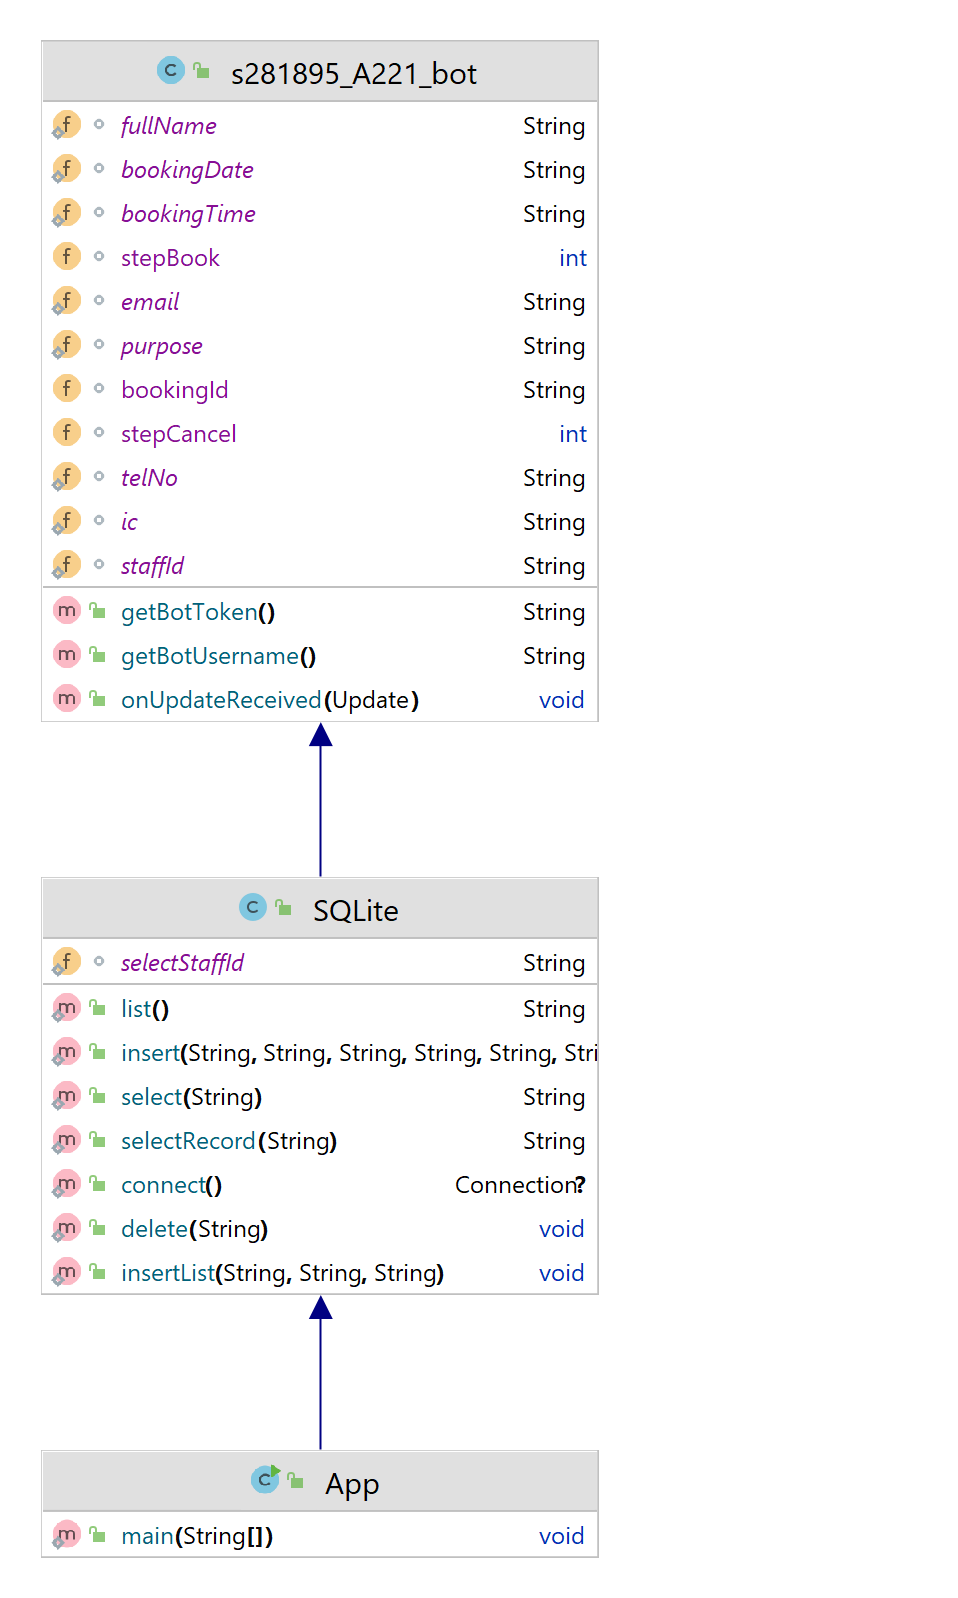 s281895_A221_bot
fullName String
bookingDate String
bookingTime String
stepBook int
email String
purpose String
bookingId String
stepCancel int
telNo String
ic String
staffId String
getBotToken() String
getBotUsername() String
onUpdateReceived(Update) void
SQLite
selectStaffId String
list() String
insert(String, String, String, String, String, Stri
select(String) String
selectRecord(String) String
connect() Connection?
delete(String) void
insertList(String, String, String) void
App
main(String[]) void